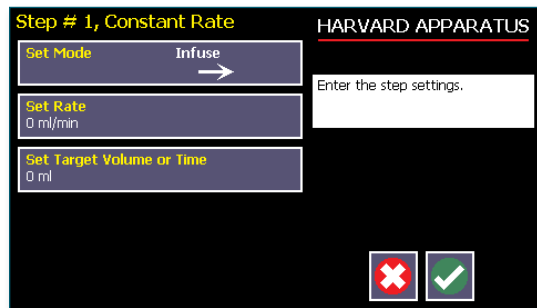 Step # 1, Constant Rate
HARVARD APPARATUS
Set Mode Infuse
Enter the step settings.
Set Rate
0 ml/min
Set Target Volume or Time
0 ml